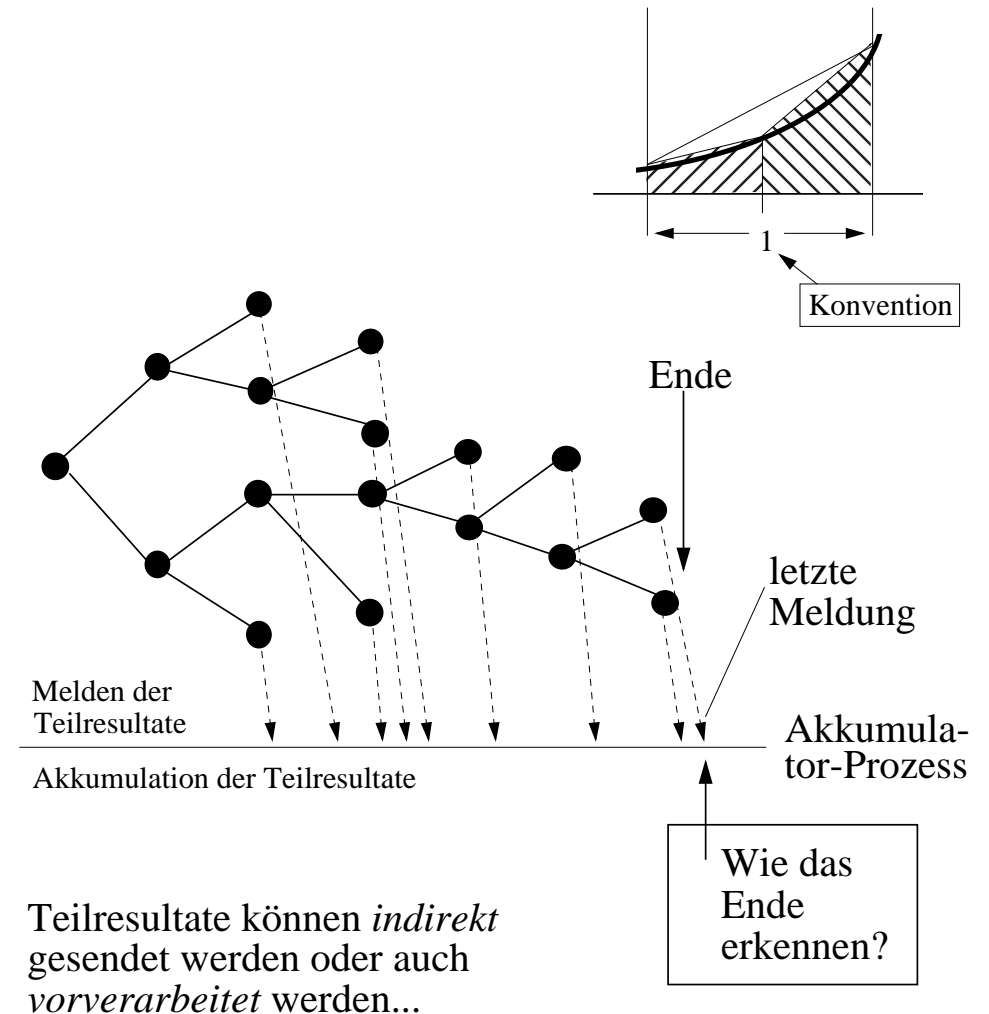 1
Konvention
Ende
letzte
Meldung
Melden der
Teilresultate
Akkumula-
tor-Prozess
Akkumulation der Teilresultate
Wie das
Ende
erkennen?
Teilresultate können indirekt
gesendet werden oder auch
vorverarbeitet werden...